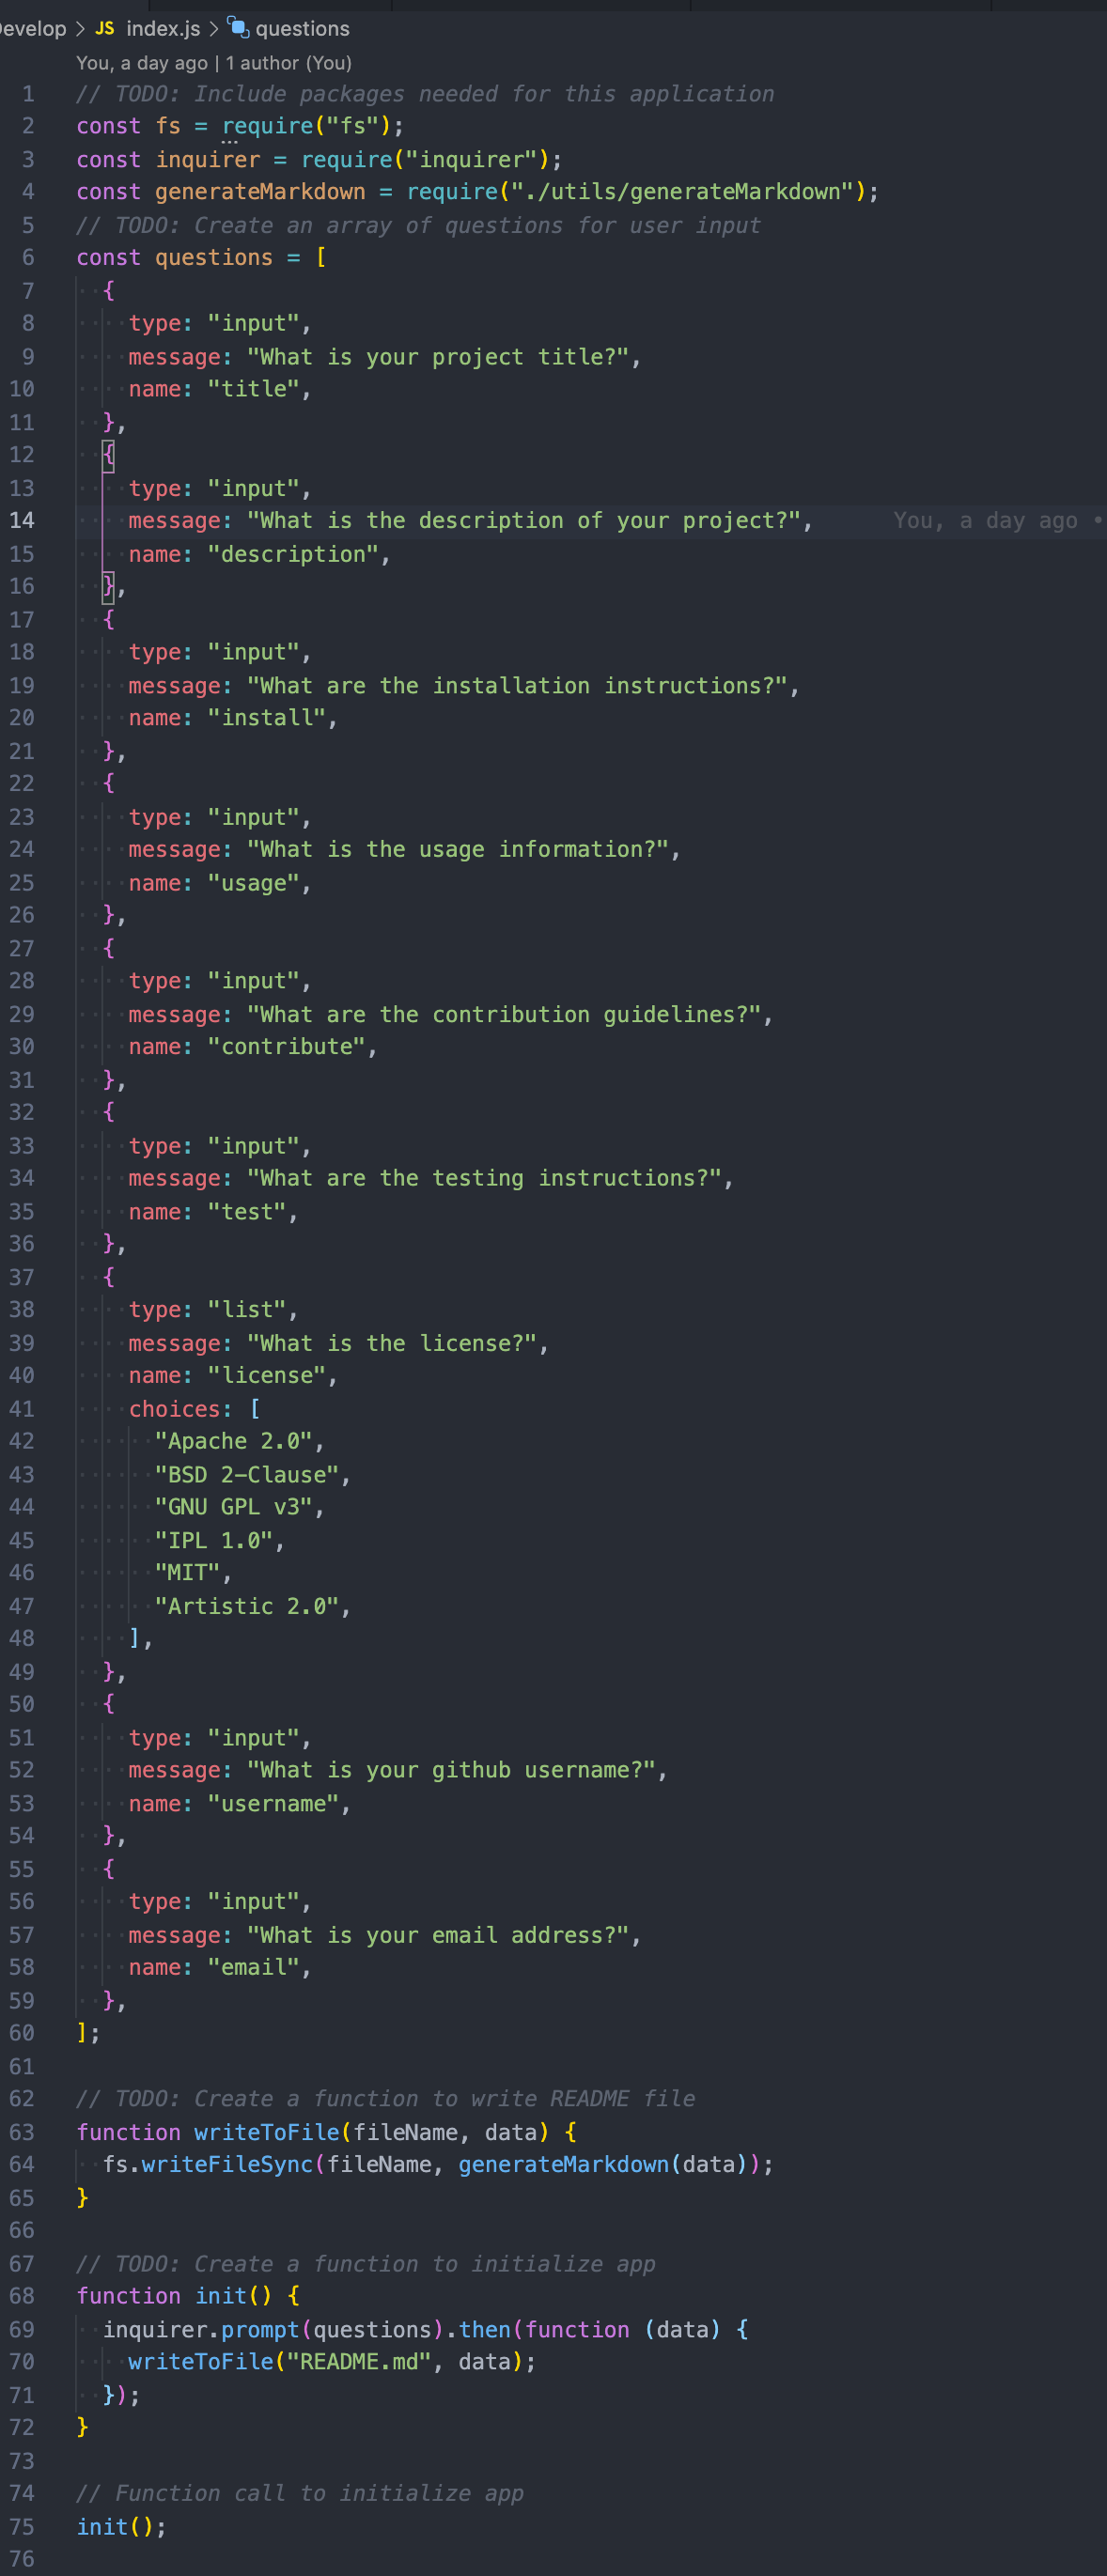 Develop > JS index.js > questions
You, a day ago | 1 author (You)
1 // TODO: Include packages needed for this application
2 const fs = require("fs");
3 const inquirer = require("inquirer");
4 const generateMarkdown = require("./utils/generateMarkdown");
5 // TODO: Create an array of questions for user input
6 const questions = [
7   {
8     type: "input",
9     message: "What is your project title?",
10     name: "title",
11   },
12   {
13     type: "input",
14     message: "What is the description of your project?", You, a day ago •
15     name: "description",
16   },
17   {
18     type: "input",
19     message: "What are the installation instructions?",
20     name: "install",
21   },
22   {
23     type: "input",
24     message: "What is the usage information?",
25     name: "usage",
26   },
27   {
28     type: "input",
29     message: "What are the contribution guidelines?",
30     name: "contribute",
31   },
32   {
33     type: "input",
34     message: "What are the testing instructions?",
35     name: "test",
36   },
37   {
38     type: "list",
39     message: "What is the license?",
40     name: "license",
41     choices: [
42       "Apache 2.0",
43       "BSD 2-Clause",
44       "GNU GPL v3",
45       "IPL 1.0",
46       "MIT",
47       "Artistic 2.0",
48     ],
49   },
50   {
51     type: "input",
52     message: "What is your github username?",
53     name: "username",
54   },
55   {
56     type: "input",
57     message: "What is your email address?",
58     name: "email",
59   },
60 ];
61
62 // TODO: Create a function to write README file
63 function writeToFile(fileName, data) {
64   fs.writeFileSync(fileName, generateMarkdown(data));
65 }
66
67 // TODO: Create a function to initialize app
68 function init() {
69   inquirer.prompt(questions).then(function (data) {
70     writeToFile("README.md", data);
71   });
72 }
73
74 // Function call to initialize app
75 init();
76